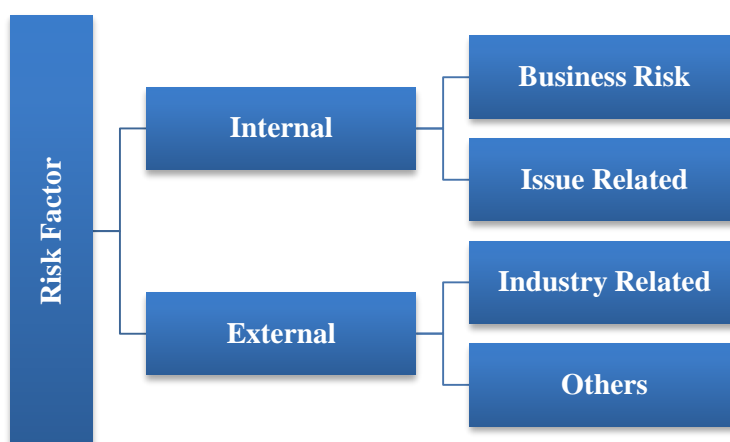 Risk Factor
Internal
Business Risk
Issue Related
External
Industry Related
Others